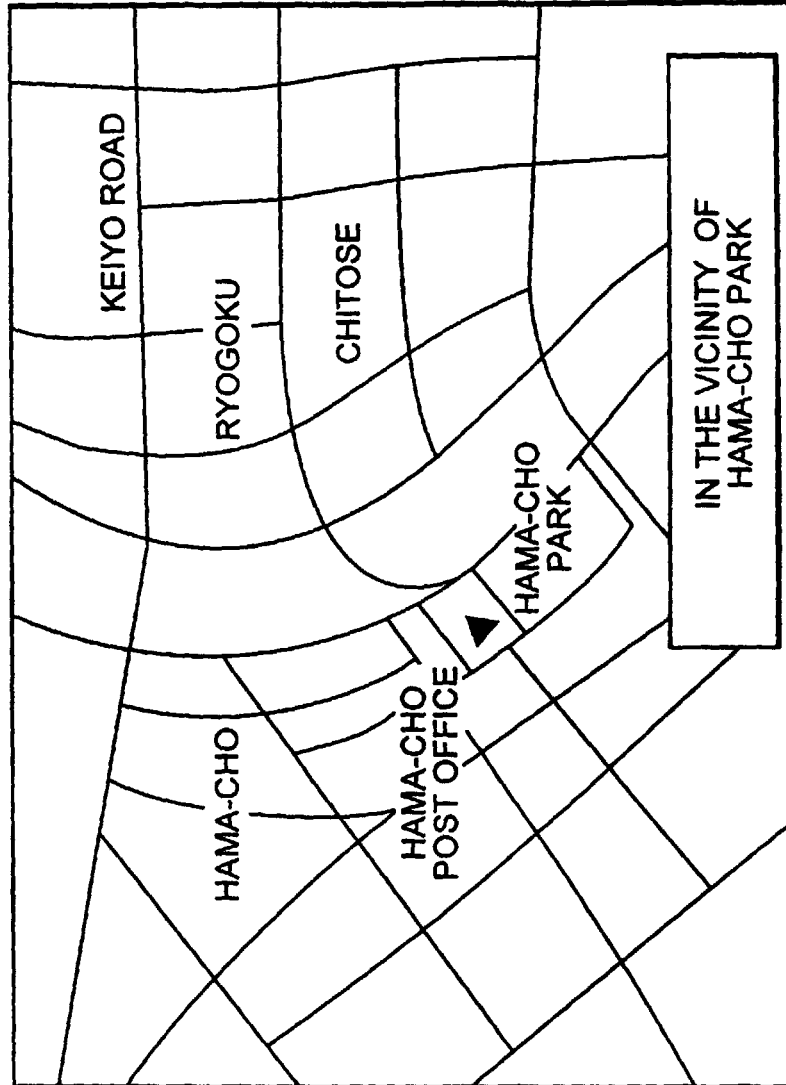 KEIYO ROAD
RYOGOKU
CHITOSE
HAMA-CHO
HAMA-CHO
POST OFFICE
HAMA-CHO
PARK
IN THE VICINITY OF
HAMA-CHO PARK